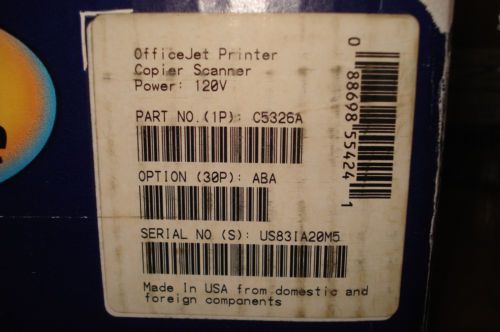 OfficeJet Printer
Copier Scanner
Power: 120V
PART NO.(1P): C5326A
OPTION (30P): ABA
SERIAL NO (S): US83IA20M5
Made In USA from domestic and
foreign components
0 88698 55424 1